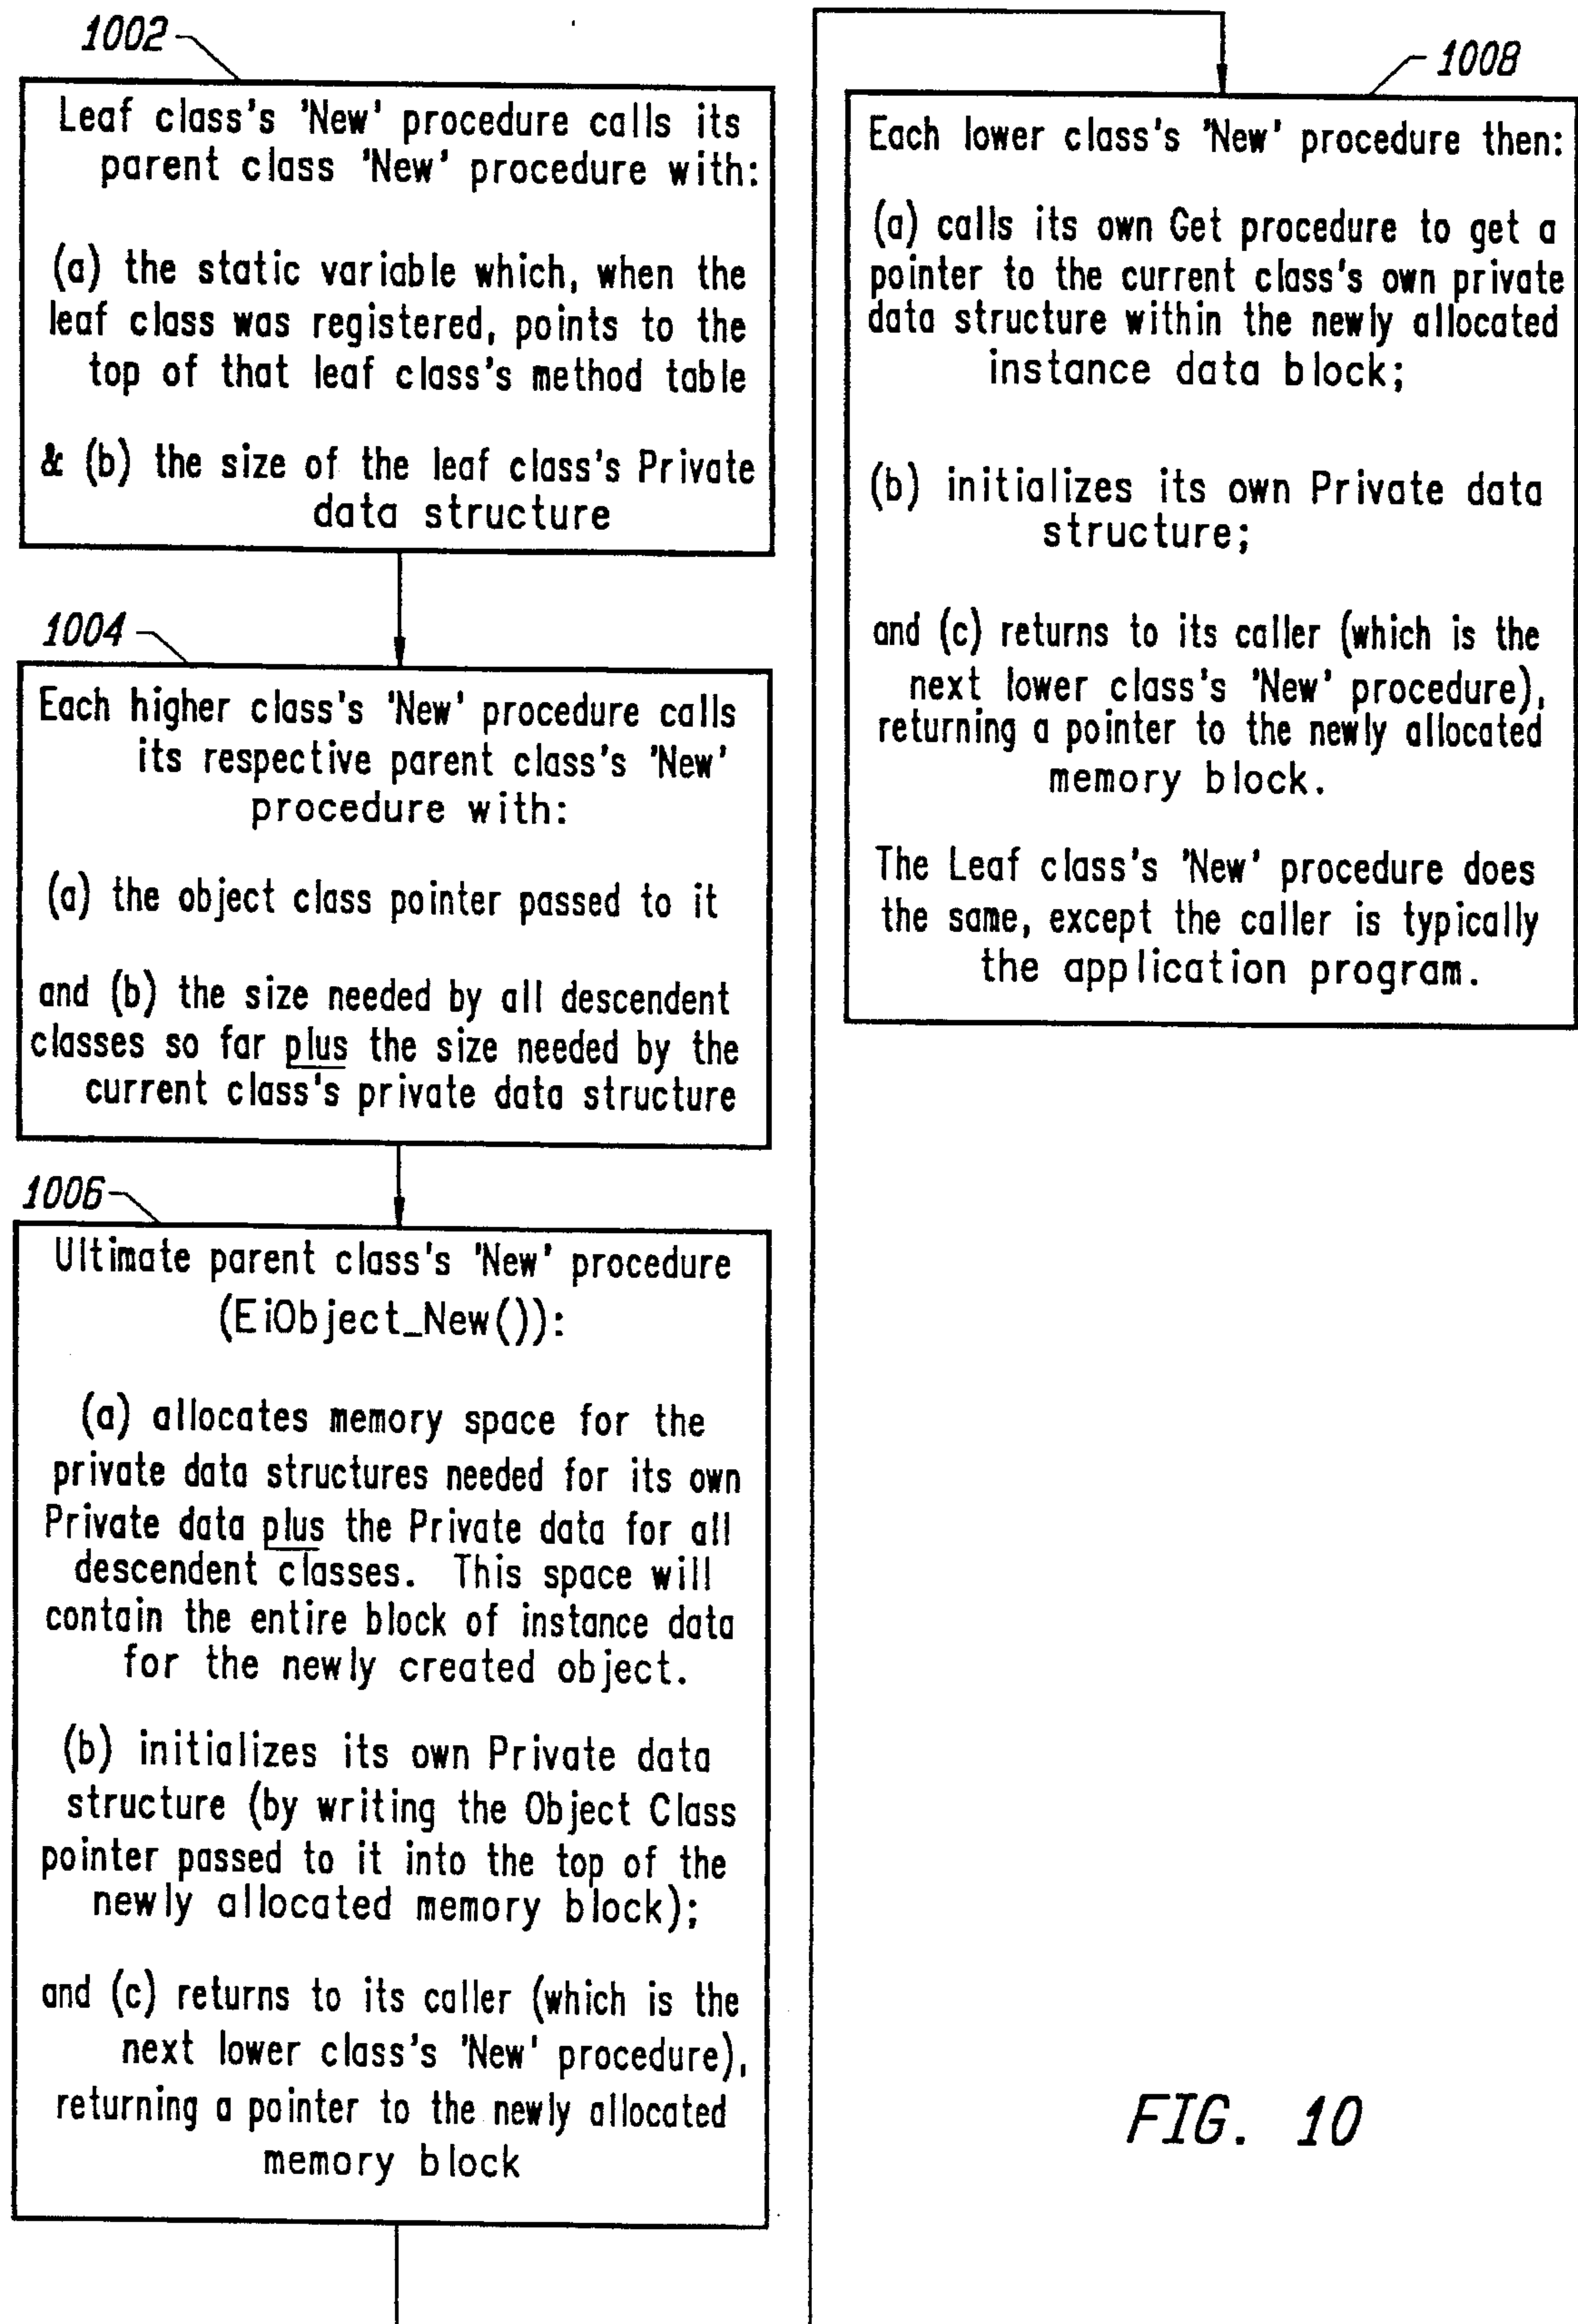 1002
Leaf class's 'New' procedure calls its
parent class 'New' procedure with:
(a) the static variable which, when the
leaf class was registered, points to the
top of that leaf class's method table
& (b) the size of the leaf class's Private
data structure
1004
Each higher class's 'New' procedure calls
its respective parent class's 'New'
procedure with:
(a) the object class pointer passed to it
and (b) the size needed by all descendent
classes so far plus the size needed by the
current class's private data structure
1006
Ultimate parent class's 'New' procedure
(EiObject_New()):
(a) allocates memory space for the
private data structures needed for its own
Private data plus the Private data for all
descendent classes. This space will
contain the entire block of instance data
for the newly created object.
(b) initializes its own Private data
structure (by writing the Object Class
pointer passed to it into the top of the
newly allocated memory block);
and (c) returns to its caller (which is the
next lower class's 'New' procedure),
returning a pointer to the newly allocated
memory block
1008
Each lower class's 'New' procedure then:
(a) calls its own Get procedure to get a
pointer to the current class's own private
data structure within the newly allocated
instance data block;
(b) initializes its own Private data
structure;
and (c) returns to its caller (which is the
next lower class's 'New' procedure),
returning a pointer to the newly allocated
memory block.
The Leaf class's 'New' procedure does
the same, except the caller is typically
the application program.
FIG. 10